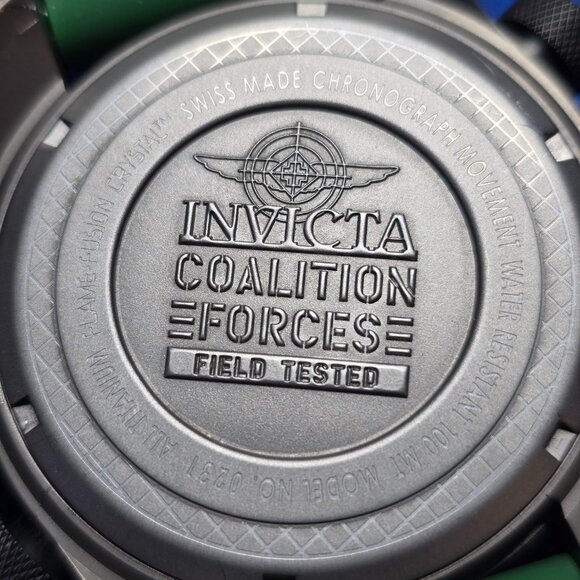 INVICTA
COALITION
FORCES
FIELD TESTED
SWISS MADE CHRONOGRAPH MOVEMENT WATER RESISTANT 100 MT MODEL NO. 0231 ALL TITANIUM FLAME FUSION CRYSTAL™